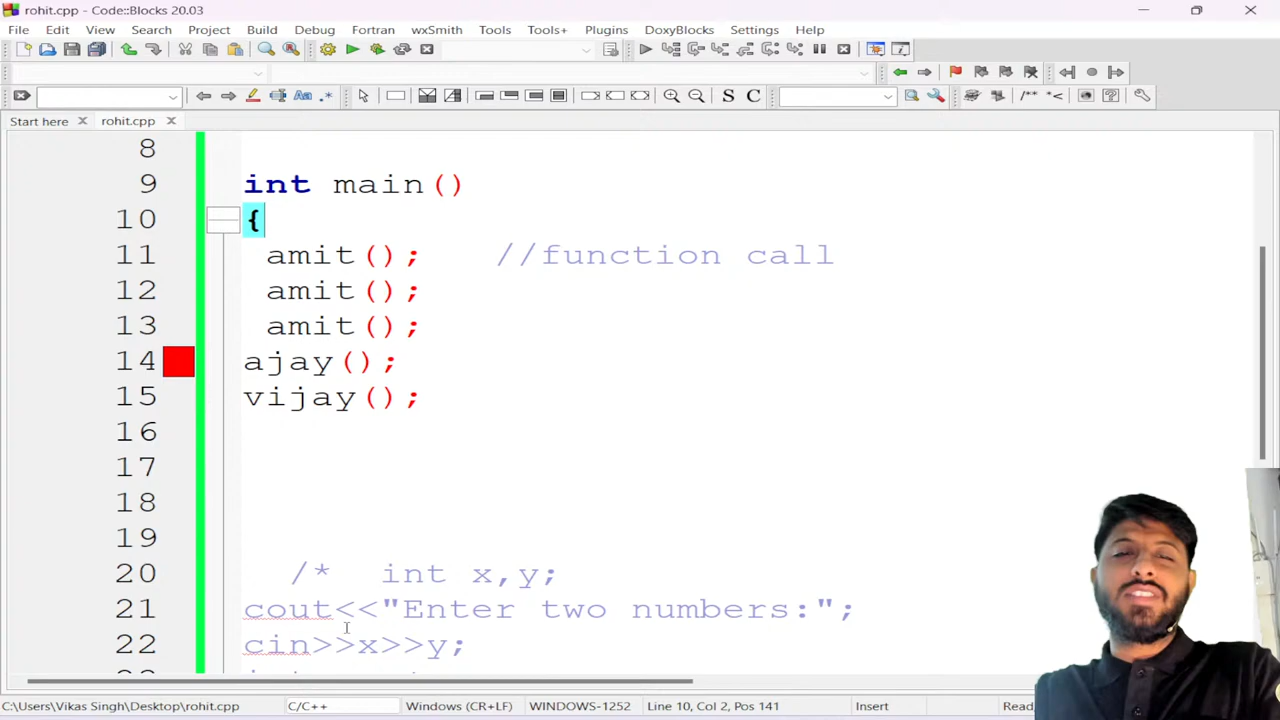 rohit.cpp - Code::Blocks 20.03
File Edit View Search Project Build Debug Fortran wxSmith Tools Tools+ Plugins DoxyBlocks Settings Help
S C /** *<
Start here rohit.cpp
8
9 int main()
10 {
11 amit(); //function call
12 amit();
13 amit();
14 ajay();
15 vijay();
16
17
18
19
20 /* int x,y;
21 cout<<"Enter two numbers:";
22 cin>>x>>y;
C:\Users\Vikas Singh\Desktop\rohit.cpp C/C++ Windows (CR+LF) WINDOWS-1252 Line 10, Col 2, Pos 141 Insert